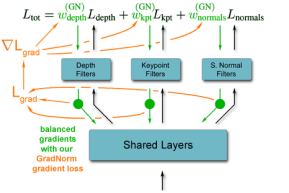 L_tot = w_depth^(GN) L_depth + w_kpt^(GN) L_kpt + w_normals^(GN) L_normals
∇L_grad
Depth Filters
Keypoint Filters
S. Normal Filters
L_grad
balanced
gradients
with our
GradNorm
gradient loss
Shared Layers